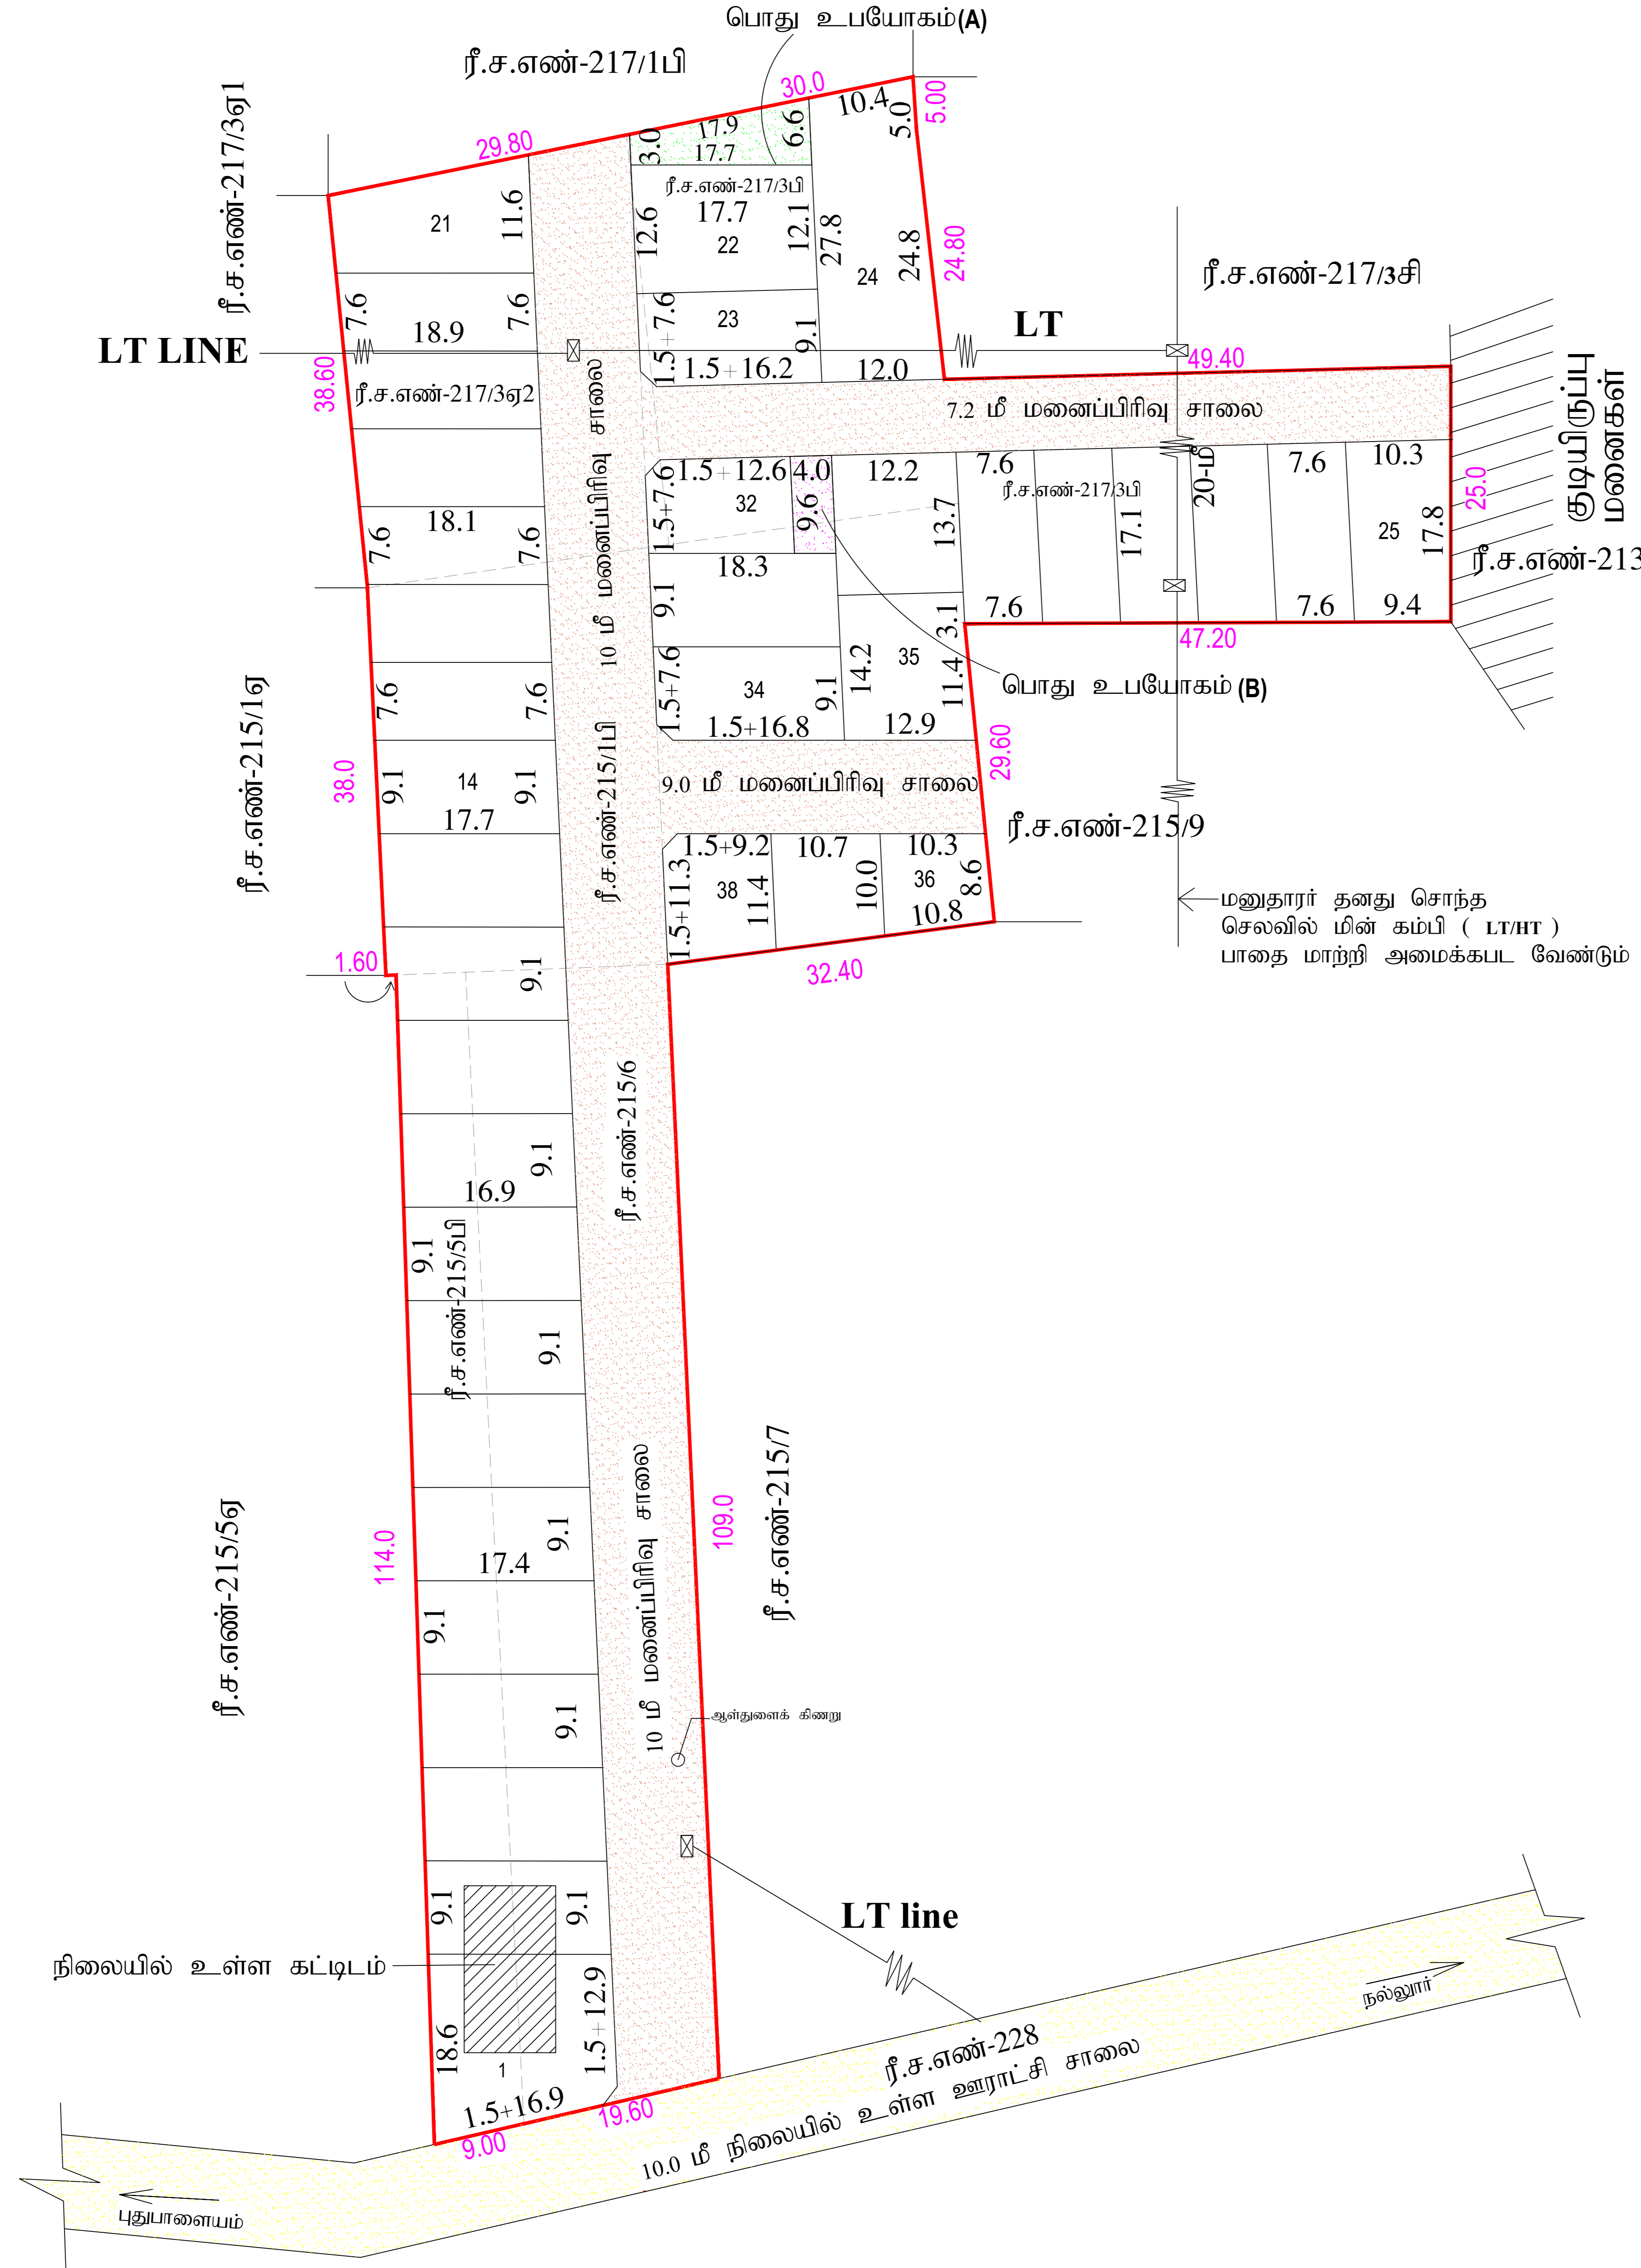 பொது உபயோகம்(A)
ரீ.ச.எண்-217/1பி
ரீ.ச.எண்-217/3ஏ1
30.0
10.4
5.0
5.00
29.80
3.0
17.9
17.7
6.6
ரீ.ச.எண்-217/3பி
21
11.6
12.6
17.7
22
12.1
27.8
24
24.8
24.80
ரீ.ச.எண்-217/3சி
7.6
18.9
7.6
1.5+7.6
23
9.1
LT LINE
LT
49.40
1.5+16.2
12.0
38.60
ரீ.ச.எண்-217/3ஏ2
7.2 மீ மனைப்பிரிவு சாலை
குடியிருப்பு
மனைகள்
10 மீ மனைப்பிரிவு சாலை
1.5+12.6
4.0
12.2
7.6
7.6
10.3
1.5+7.6
32
9.6
13.7
ரீ.ச.எண்-217/3பி
17.1
20-மீ
25
17.8
25.0
ரீ.ச.எண்-213
7.6
18.1
7.6
18.3
9.1
3.1
7.6
7.6
9.4
47.20
ரீ.ச.எண்-215/1ஏ
7.6
7.6
1.5+7.6
34
9.1
14.2
35
11.4
பொது உபயோகம் (B)
1.5+16.8
12.9
29.60
ரீ.ச.எண்-215/1பி
38.0
9.1
14
9.1
17.7
9.0 மீ மனைப்பிரிவு சாலை
ரீ.ச.எண்-215/9
1.5+9.2
10.7
10.3
1.5+11.3
38
11.4
10.0
36
8.6
10.8
மனுதாரர் தனது சொந்த
செலவில் மின் கம்பி ( LT/HT )
பாதை மாற்றி அமைக்கபட வேண்டும்
1.60
9.1
32.40
ரீ.ச.எண்-215/6
9.1
16.9
9.1
ரீ.ச.எண்-215/5பி
9.1
ரீ.ச.எண்-215/5ஏ
114.0
9.1
17.4
10 மீ மனைப்பிரிவு சாலை
109.0
ரீ.ச.எண்-215/7
9.1
9.1
ஆள்துளைக் கிணறு
9.1
9.1
LT line
நிலையில் உள்ள கட்டிடம்
18.6
1
1.5+12.9
1.5+16.9
9.00
19.60
நல்லூர்
ரீ.ச.எண்-228
10.0 மீ நிலையில் உள்ள ஊராட்சி சாலை
புதுபாளையம்